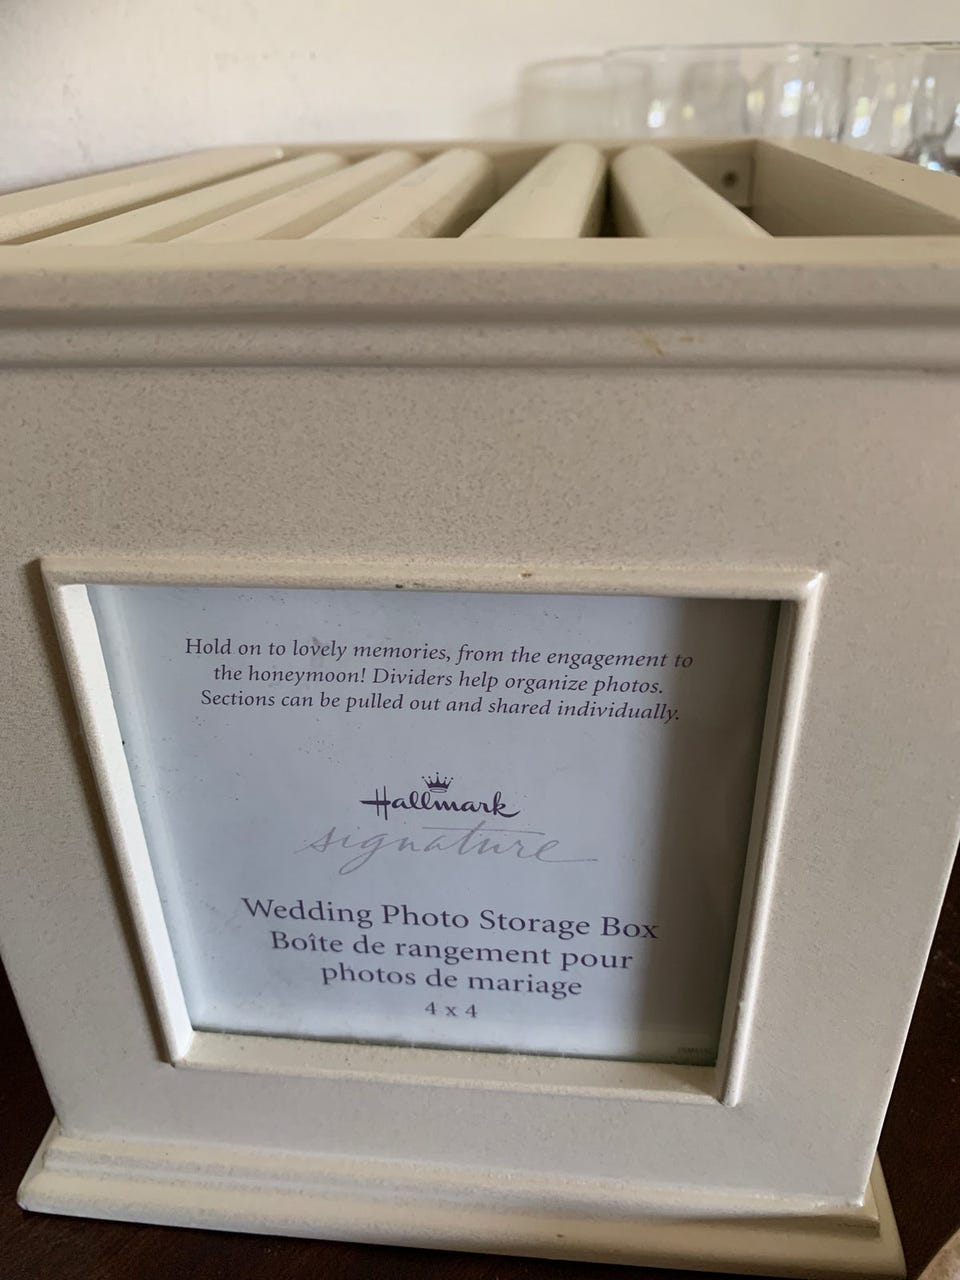 Hold on to lovely memories, from the engagement to
the honeymoon! Dividers help organize photos.
Sections can be pulled out and shared individually.
Hallmark
signature
Wedding Photo Storage Box
Boîte de rangement pour
photos de mariage
4 x 4